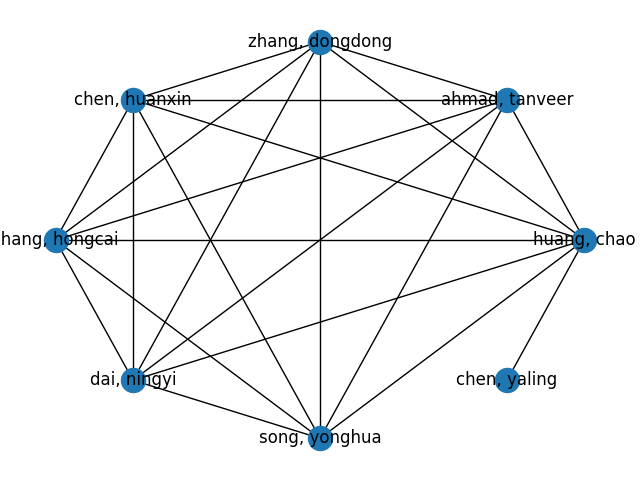 zhang, dongdong
chen, huanxin
ahmad, tanveer
hang, hongcai
huang, chao
dai, ningyi
chen, yaling
song, yonghua